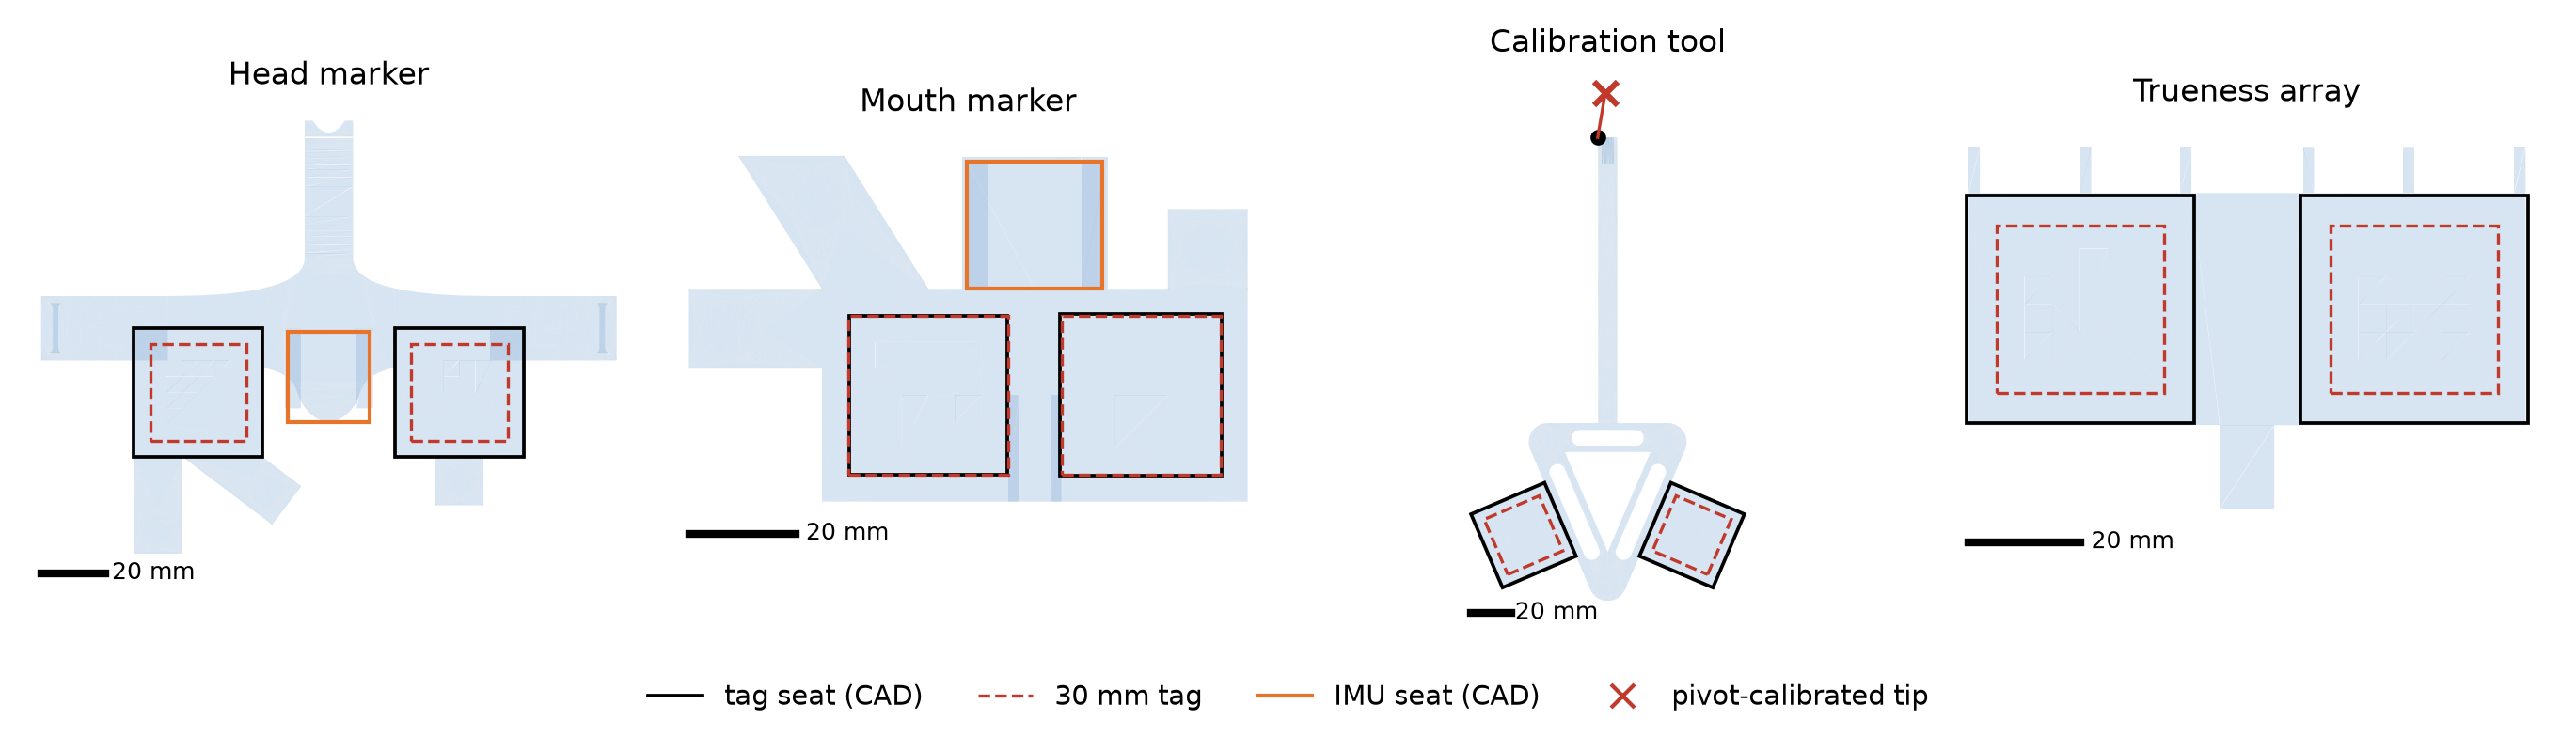 Head marker
Mouth marker
Calibration tool
Trueness array
20 mm
20 mm
20 mm
20 mm
tag seat (CAD)
30 mm tag
IMU seat (CAD)
pivot-calibrated tip